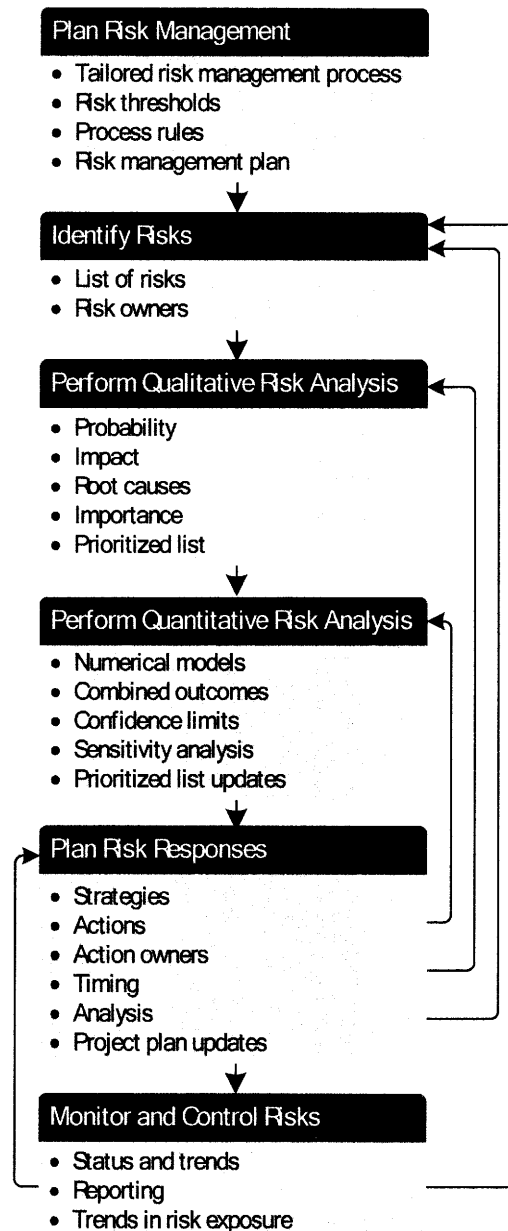 Plan Risk Management
• Tailored risk management process
• Risk thresholds
• Process rules
• Risk management plan
Identify Risks
• List of risks
• Risk owners
Perform Qualitative Risk Analysis
• Probability
• Impact
• Root causes
• Importance
• Prioritized list
Perform Quantitative Risk Analysis
• Numerical models
• Combined outcomes
• Confidence limits
• Sensitivity analysis
• Prioritized list updates
Plan Risk Responses
• Strategies
• Actions
• Action owners
• Timing
• Analysis
• Project plan updates
Monitor and Control Risks
• Status and trends
• Reporting
• Trends in risk exposure